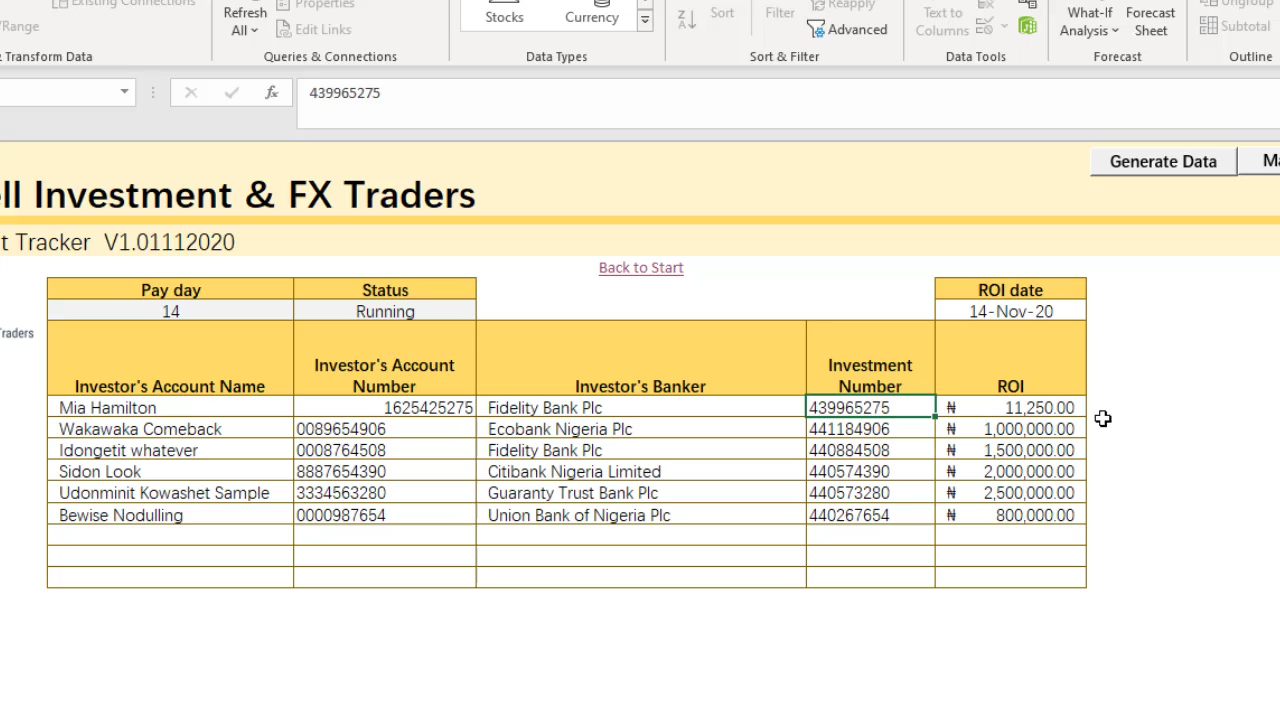 Existing Connections
Refresh All
Properties
Edit Links
Stocks
Currency
Sort
Filter
Reapply
Advanced
Text to Columns
What-If Analysis
Forecast Sheet
Ungroup
Subtotal
Range
& Transform Data
Queries & Connections
Data Types
Sort & Filter
Data Tools
Forecast
Outline
fx
439965275
Generate Data
Ma
ll Investment & FX Traders
t Tracker V1.01112020
Back to Start
Pay day Status ROI date
14 Running 14-Nov-20
Traders
Investor's Account Name Investor's Account Number Investor's Banker Investment Number ROI
Mia Hamilton 1625425275 Fidelity Bank Plc 439965275 ₦ 11,250.00
Wakawaka Comeback 0089654906 Ecobank Nigeria Plc 441184906 ₦ 1,000,000.00
Idongetit whatever 0008764508 Fidelity Bank Plc 440884508 ₦ 1,500,000.00
Sidon Look 8887654390 Citibank Nigeria Limited 440574390 ₦ 2,000,000.00
Udonminit Kowashet Sample 3334563280 Guaranty Trust Bank Plc 440573280 ₦ 2,500,000.00
Bewise Nodulling 0000987654 Union Bank of Nigeria Plc 440267654 ₦ 800,000.00